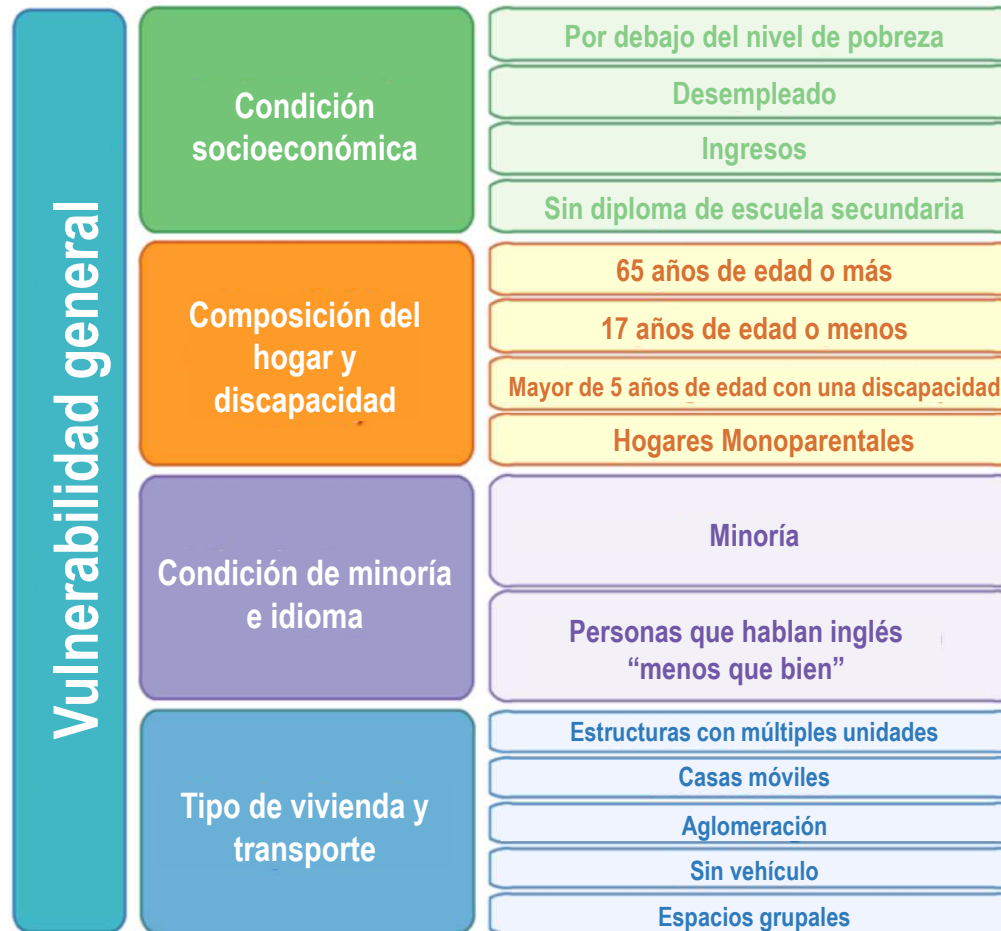 Vulnerabilidad general
Condición
socioeconómica
Por debajo del nivel de pobreza
Desempleado
Ingresos
Sin diploma de escuela secundaria
Composición del
hogar y
discapacidad
65 años de edad o más
17 años de edad o menos
Mayor de 5 años de edad con una discapacidad
Hogares Monoparentales
Condición de minoría
e idioma
Minoría
Personas que hablan inglés
“menos que bien”
Tipo de vivienda y
transporte
Estructuras con múltiples unidades
Casas móviles
Aglomeración
Sin vehículo
Espacios grupales